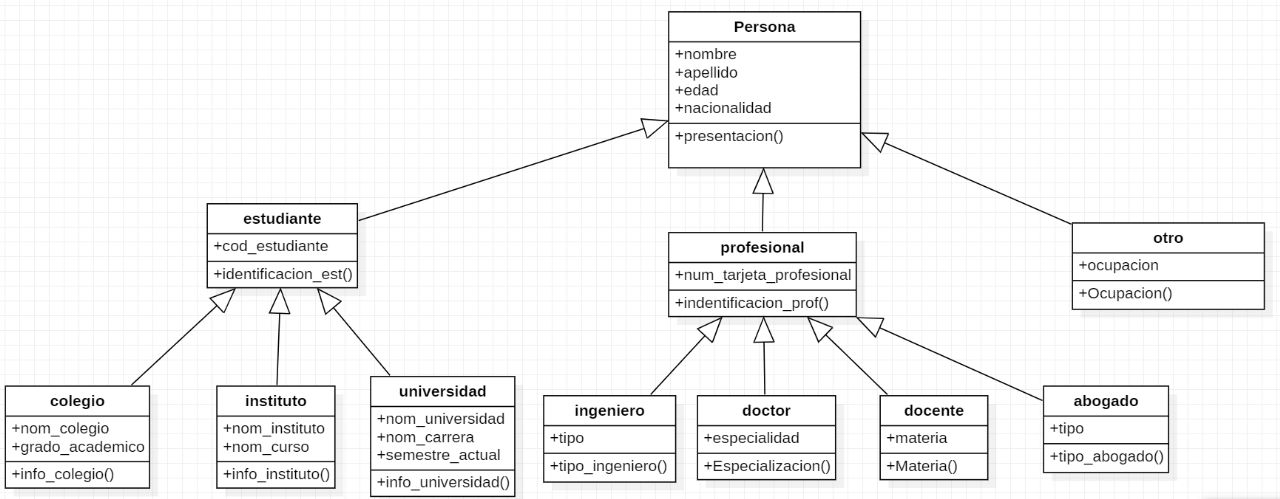 Persona
+nombre
+apellido
+edad
+nacionalidad
+presentacion()
estudiante
+cod_estudiante
+identificacion_est()
profesional
+num_tarjeta_profesional
+indentificacion_prof()
otro
+ocupacion
+Ocupacion()
colegio
+nom_colegio
+grado_academico
+info_colegio()
instituto
+nom_instituto
+nom_curso
+info_instituto()
universidad
+nom_universidad
+nom_carrera
+semestre_actual
+info_universidad()
ingeniero
+tipo
+tipo_ingeniero()
doctor
+especialidad
+Especializacion()
docente
+materia
+Materia()
abogado
+tipo
+tipo_abogado()